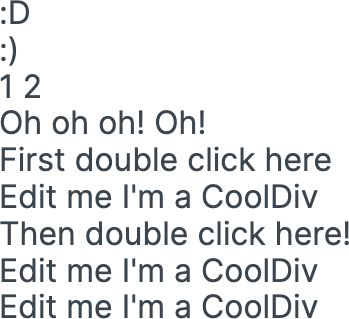 :D
:)
1 2
Oh oh oh! Oh!
First double click here
Edit me I'm a CoolDiv
Then double click here!
Edit me I'm a CoolDiv
Edit me I'm a CoolDiv